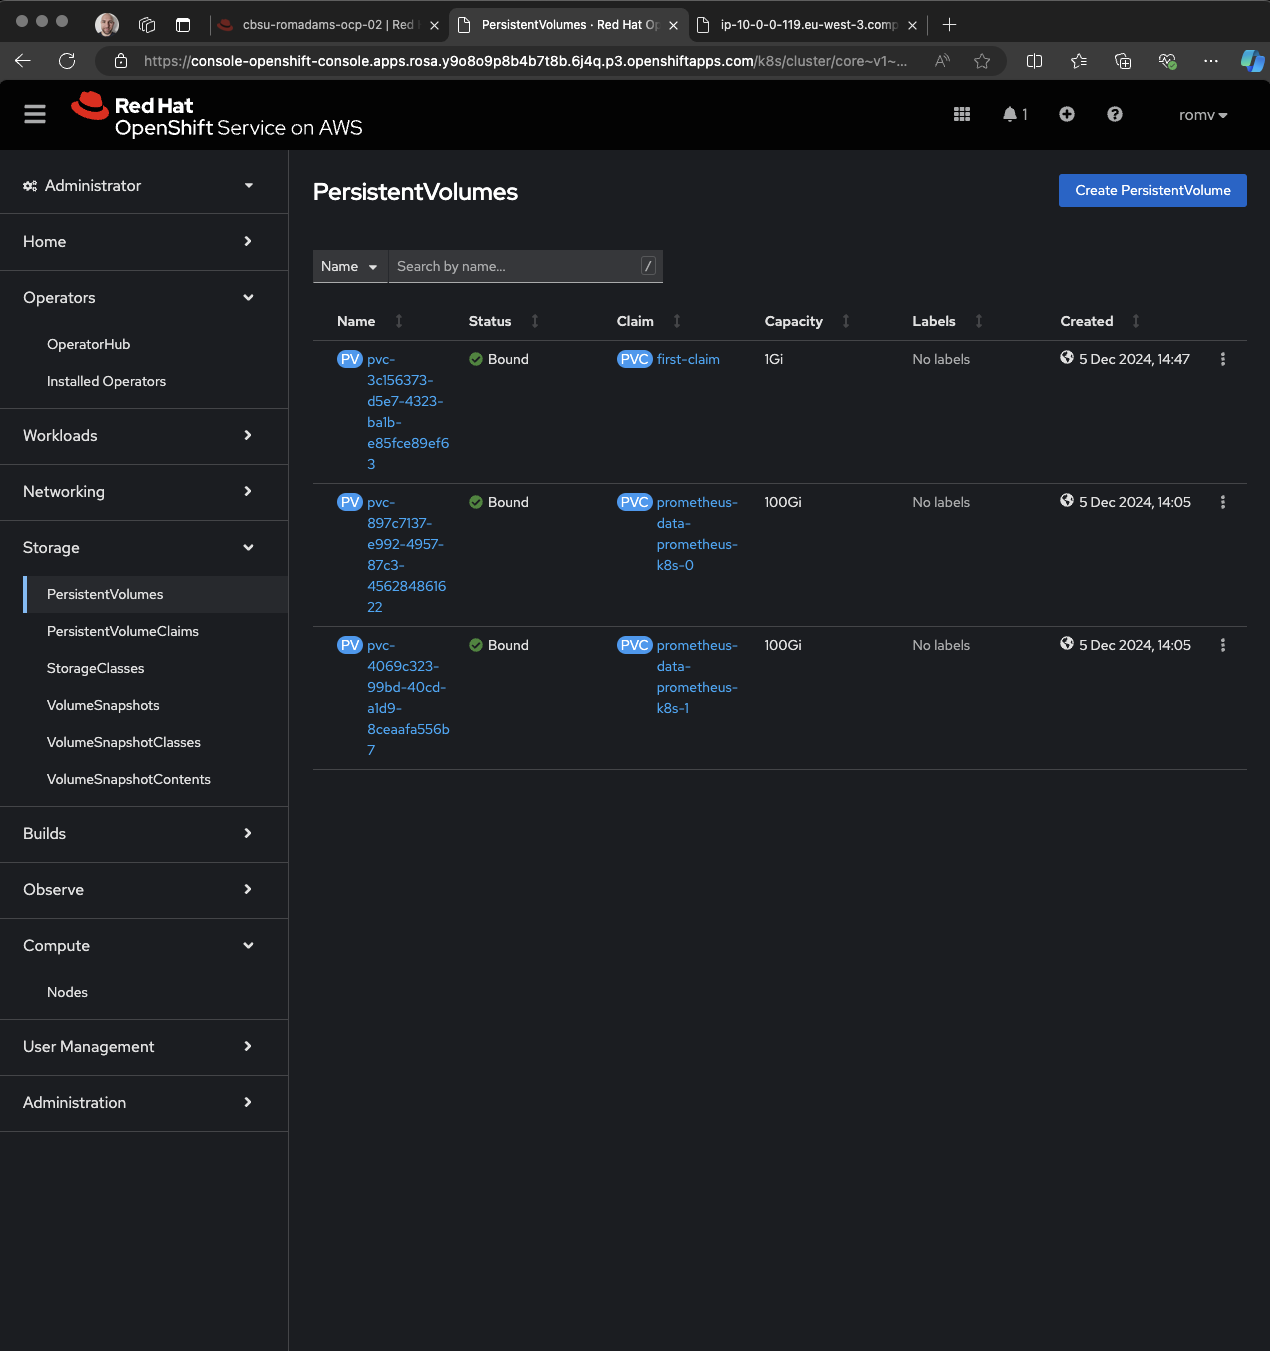 cbsu-romadams-ocp-02 | Red
PersistentVolumes · Red Hat Op
ip-10-0-0-119.eu-west-3.comp
https://console-openshift-console.apps.rosa.y9o8o9p8b4b7t8b.6j4q.p3.openshiftapps.com/k8s/cluster/core~v1~...
Red Hat
OpenShift Service on AWS
1
romv
Administrator
Home
Operators
OperatorHub
Installed Operators
Workloads
Networking
Storage
PersistentVolumes
PersistentVolumeClaims
StorageClasses
VolumeSnapshots
VolumeSnapshotClasses
VolumeSnapshotContents
Builds
Observe
Compute
Nodes
User Management
Administration
PersistentVolumes
Create PersistentVolume
Name Search by name... /
Name Status Claim Capacity Labels Created
PV pvc- Bound PVC first-claim 1Gi No labels 5 Dec 2024, 14:47
3c156373-
d5e7-4323-
ba1b-
e85fce89ef6
3
PV pvc- Bound PVC prometheus- 100Gi No labels 5 Dec 2024, 14:05
897c7137- data-
e992-4957- prometheus-
87c3- k8s-0
4562848616
22
PV pvc- Bound PVC prometheus- 100Gi No labels 5 Dec 2024, 14:05
4069c323- data-
99bd-40cd- prometheus-
a1d9- k8s-1
8ceaafa556b
7